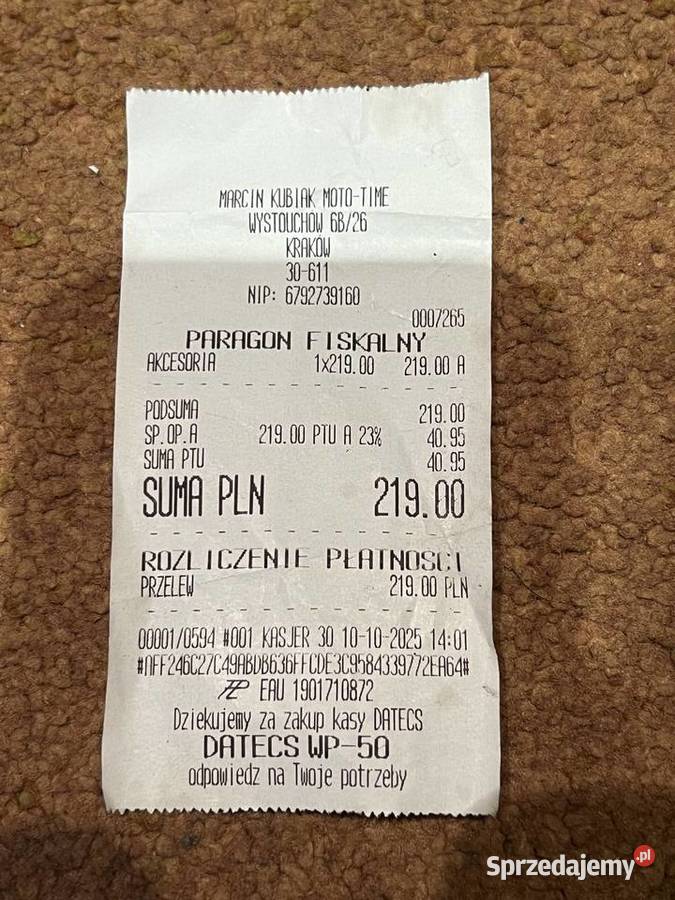 MARCIN KUBIAK MOTO-TIME
WYSTOUCHOW 6B/26
KRAKÓW
30-611
NIP: 6792739160
0007265
PARAGON FISKALNY
AKCESORIA 1x219.00 219.00 A
PODSUMA 219.00
SP.OP.A 219.00 PTU A 23% 40.95
SUMA PTU 40.95
SUMA PLN 219.00
ROZLICZENIE PŁATNOŚCI
PRZELEW 219.00 PLN
00001/0594 #001 KASJER 30 10-10-2025 14:01
EAU 1901710872
Dziekujemy za zakup kasy DATECS
DATECS WP-50
odpowiedz na Twoje potrzeby
Sprzedajemy.pl